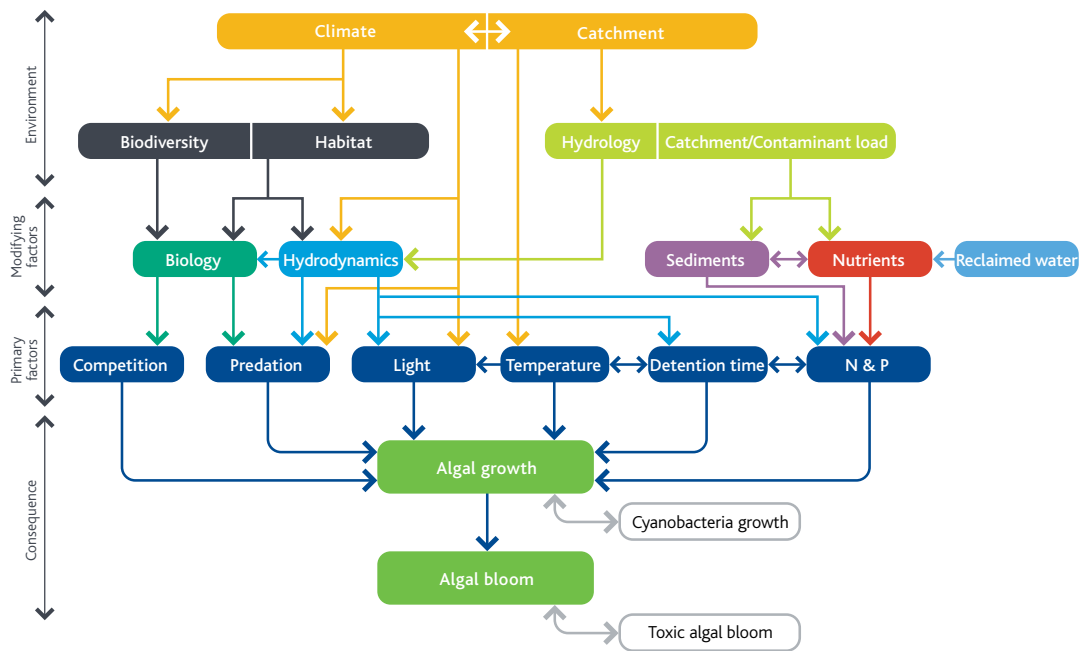 Environment
Climate
Catchment
Biodiversity
Habitat
Hydrology
Catchment/Contaminant load
Modifying
factors
Biology
Hydrodynamics
Sediments
Nutrients
Reclaimed water
Primary
factors
Competition
Predation
Light
Temperature
Detention time
N & P
Consequence
Algal growth
Cyanobacteria growth
Algal bloom
Toxic algal bloom